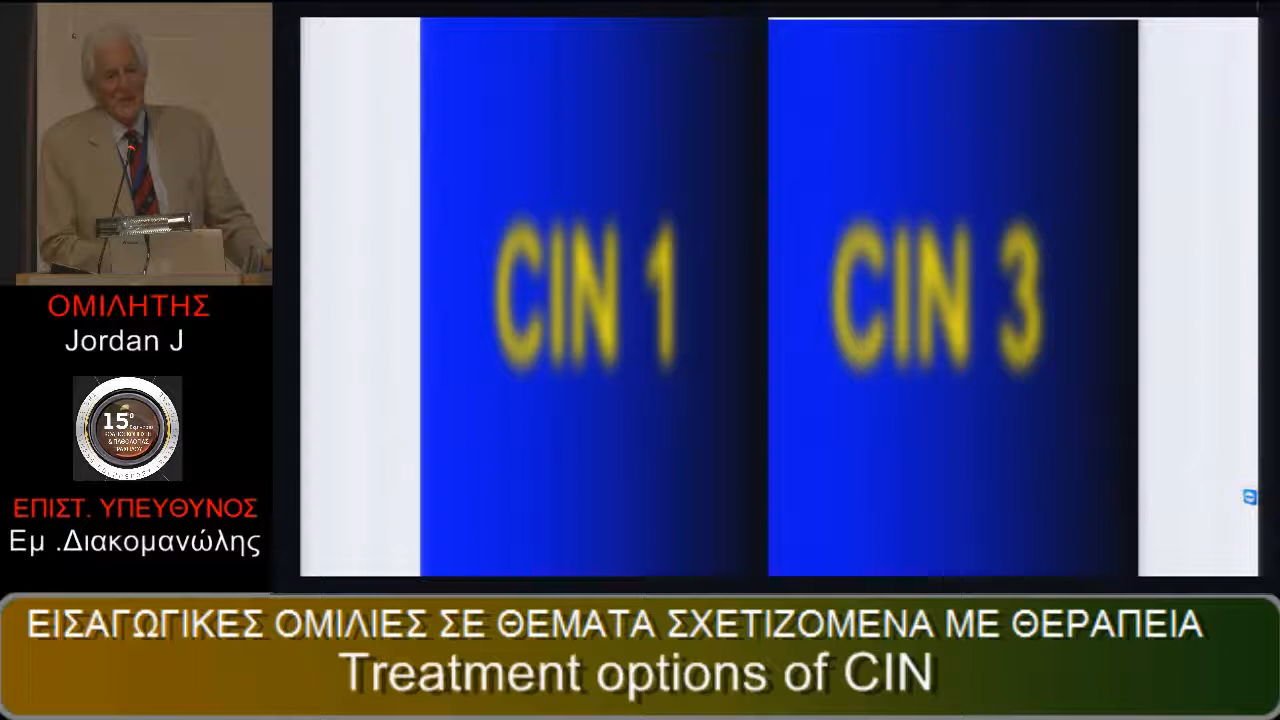 ΟΜΙΛΗΤΗΣ
Jordan J
15ο
ΕΠΙΣΤ. ΥΠΕΥΘΥΝΟΣ
Εμ .Διακομανώλης
CIN 1
CIN 3
ΕΙΣΑΓΩΓΙΚΕΣ ΟΜΙΛΙΕΣ ΣΕ ΘΕΜΑΤΑ ΣΧΕΤΙΖΟΜΕΝΑ ΜΕ ΘΕΡΑΠΕΙΑ
Treatment options of CIN